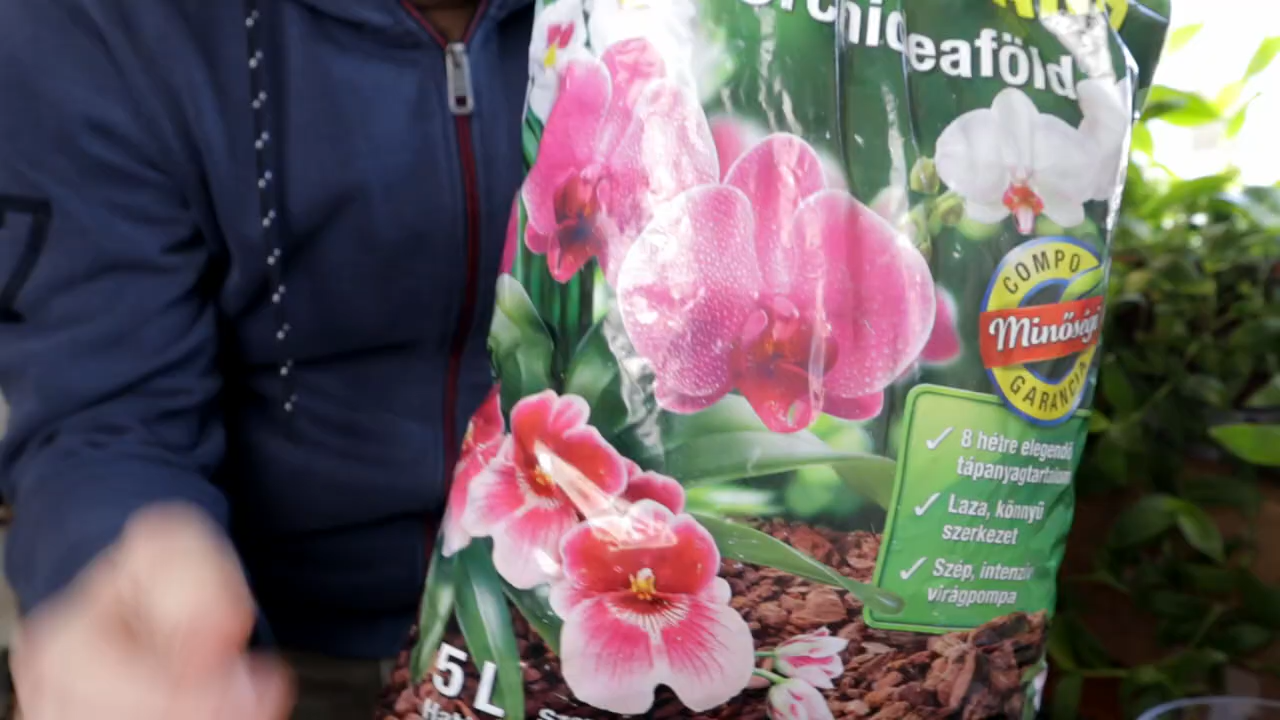 Orchideaföld
COMPO
Minőségi
GARANCIA
8 hétre elegendő
tápanyagtartalom
Laza, könnyű
szerkezet
Szép, intenzív
virágpompa
5 L